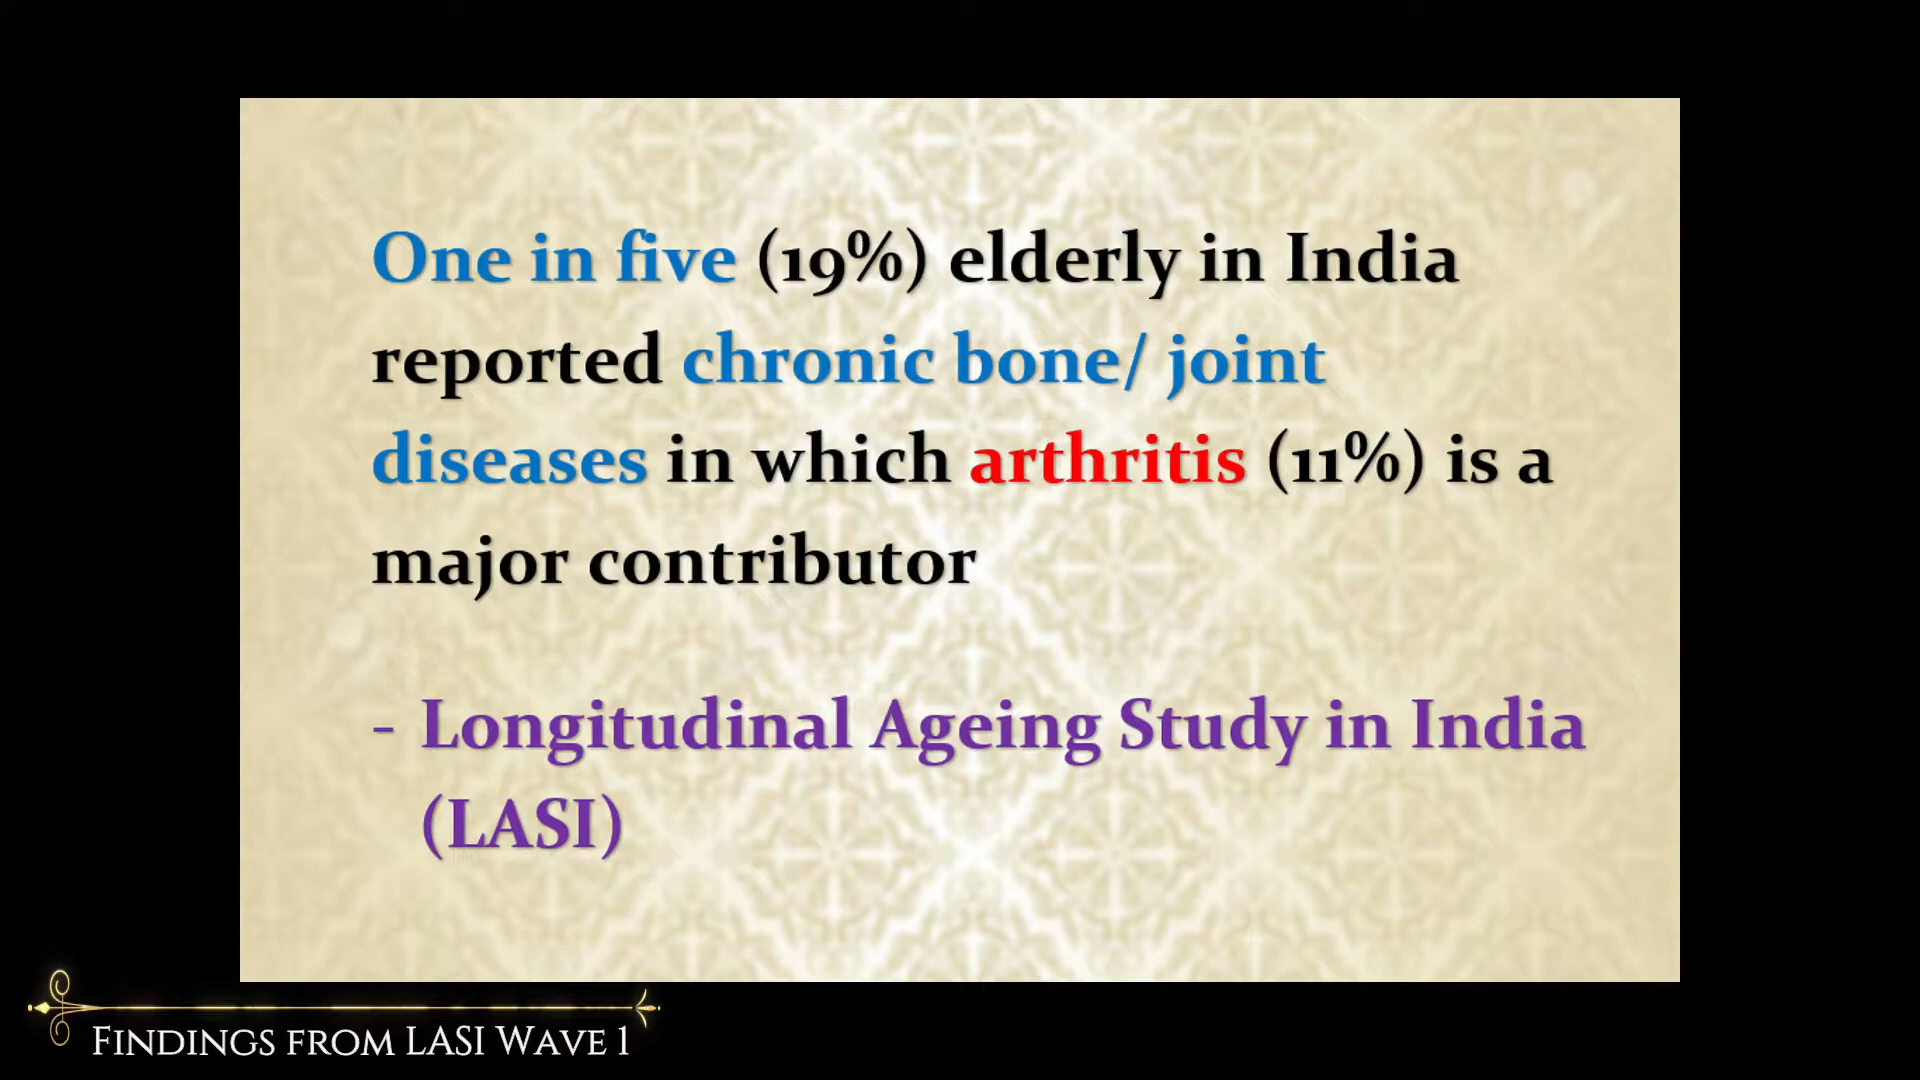 One in five (19%) elderly in India
reported chronic bone/ joint
diseases in which arthritis (11%) is a
major contributor
- Longitudinal Ageing Study in India
(LASI)
Findings from LASI Wave 1